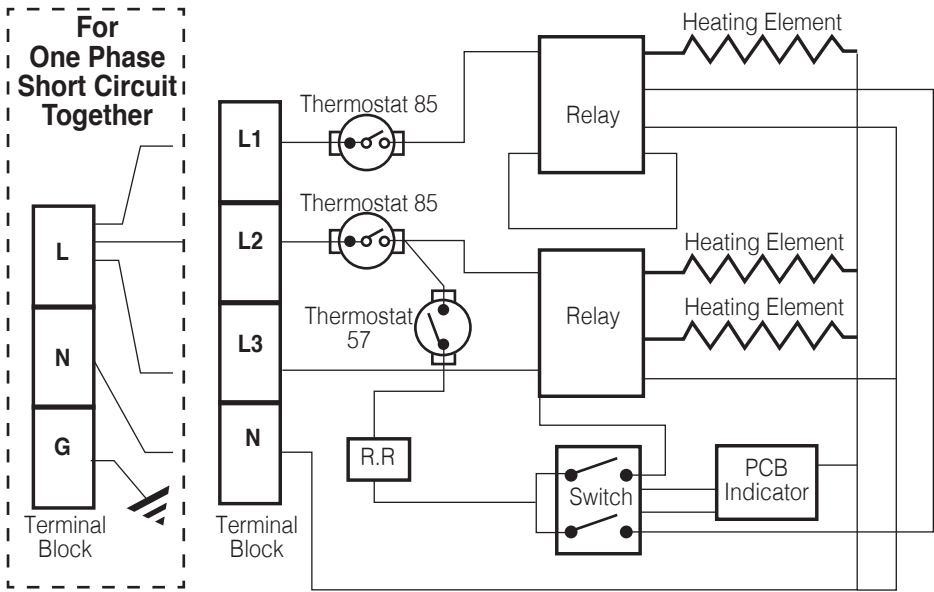 For
One Phase
Short Circuit
Together
L
N
G
Terminal
Block
L1
L2
L3
N
Terminal
Block
Thermostat 85
Thermostat 85
Thermostat
57
R.R
Relay
Heating Element
Relay
Heating Element
Heating Element
Switch
PCB
Indicator